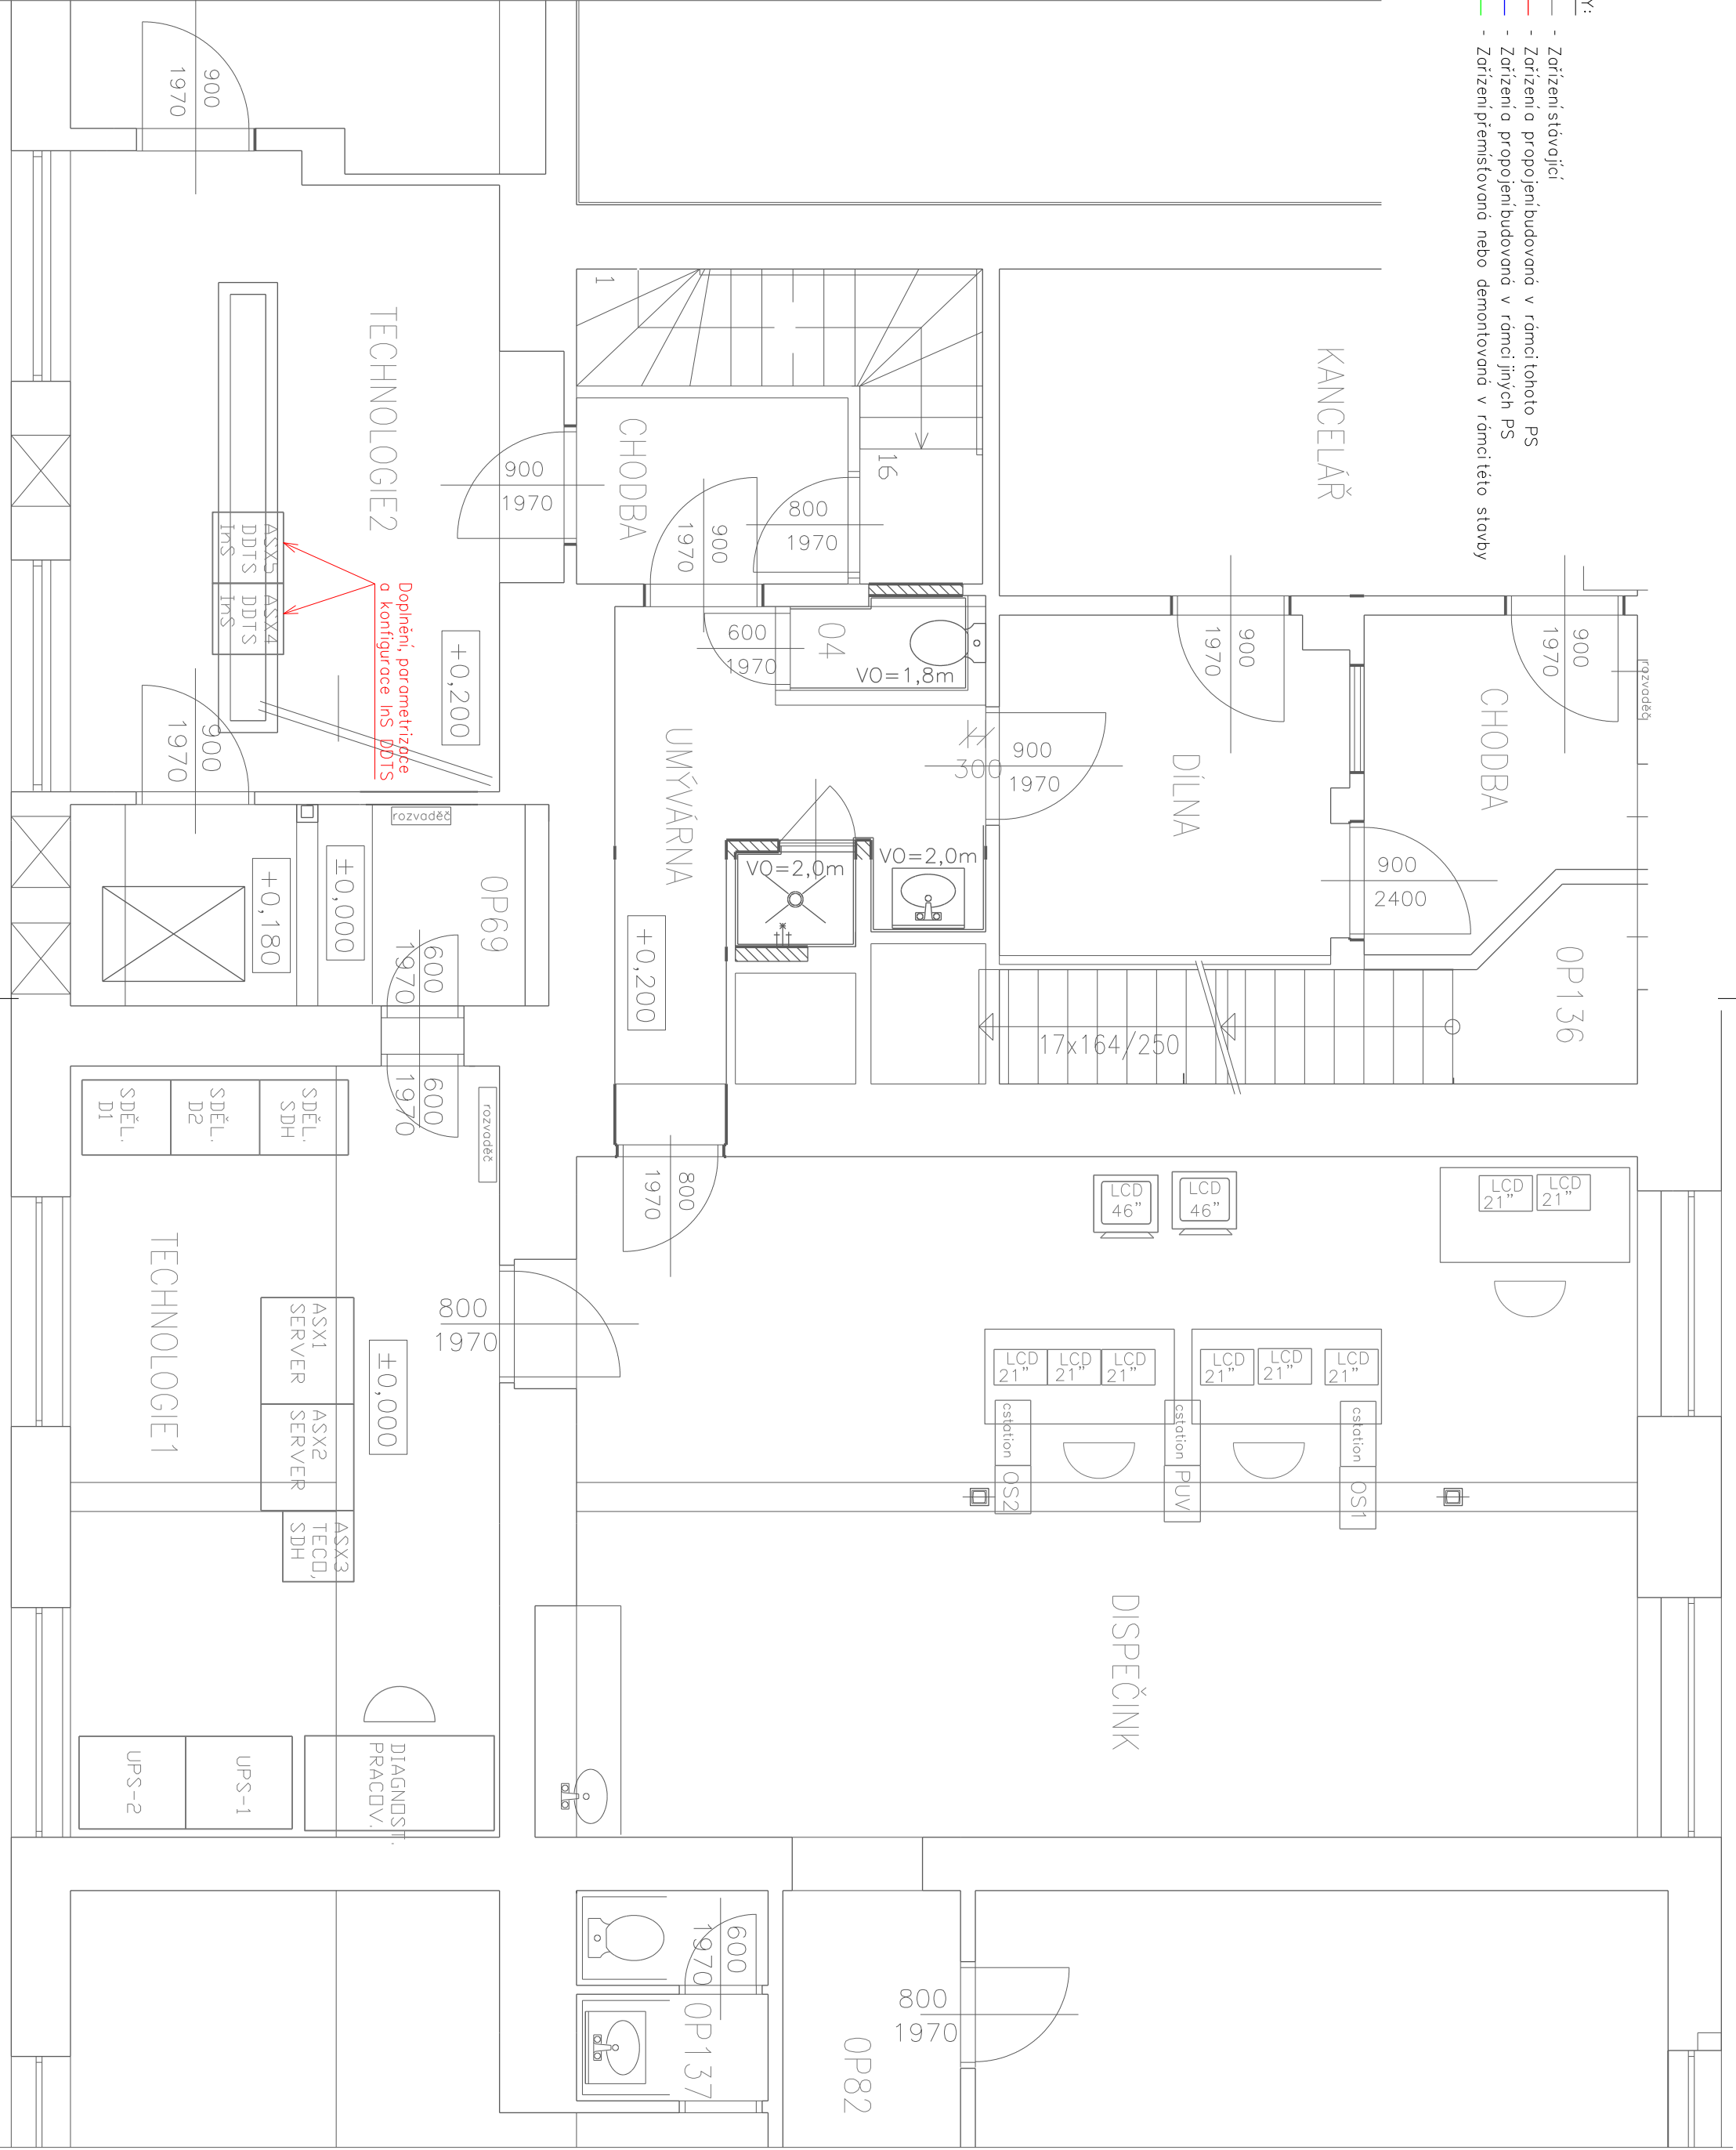 Y:
- Zařízení stávající
- Zařízení a propojení budovaná v rámci tohoto PS
- Zařízení a propojení budovaná v rámci jiných PS
- Zařízení přemísťovaná nebo demontovaná v rámci této stavby
900
1970
TECHNOLOGIE2
1
16
CHODBA
900
1970
900
1970
800
1970
KANCELÁŘ
ASX5
DDTS
InS
ASX4
DDTS
InS
Doplnění, parametrizace
a konfigurace InS DDTS
+0,200
600
1970
04
VO=1,8m
900
1970
900
1970
rozvaděč
CHODBA
DÍLNA
UMÝVÁRNA
900
1970
300
900
1970
rozvaděč
VO=2,0m
VO=2,0m
900
2400
+0,180
±0,000
OP69
+0,200
600
1970
600
1970
OP136
17x164/250
rozvaděč
SDĚL.
D1
SDĚL.
D2
SDĚL.
SDH
800
1970
LCD
46"
LCD
46"
LCD
21"
LCD
21"
TECHNOLOGIE1
ASX1
SERVER
ASX2
SERVER
ASX3
TECO,
SDH
±0,000
800
1970
LCD
21"
LCD
21"
LCD
21"
LCD
21"
LCD
21"
LCD
21"
cstation
OS2
cstation
PUV
cstation
OS1
DISPEČINK
UPS-2
UPS-1
DIAGNOST.
PRACOV.
600
1970
OP137
OP82
800
1970